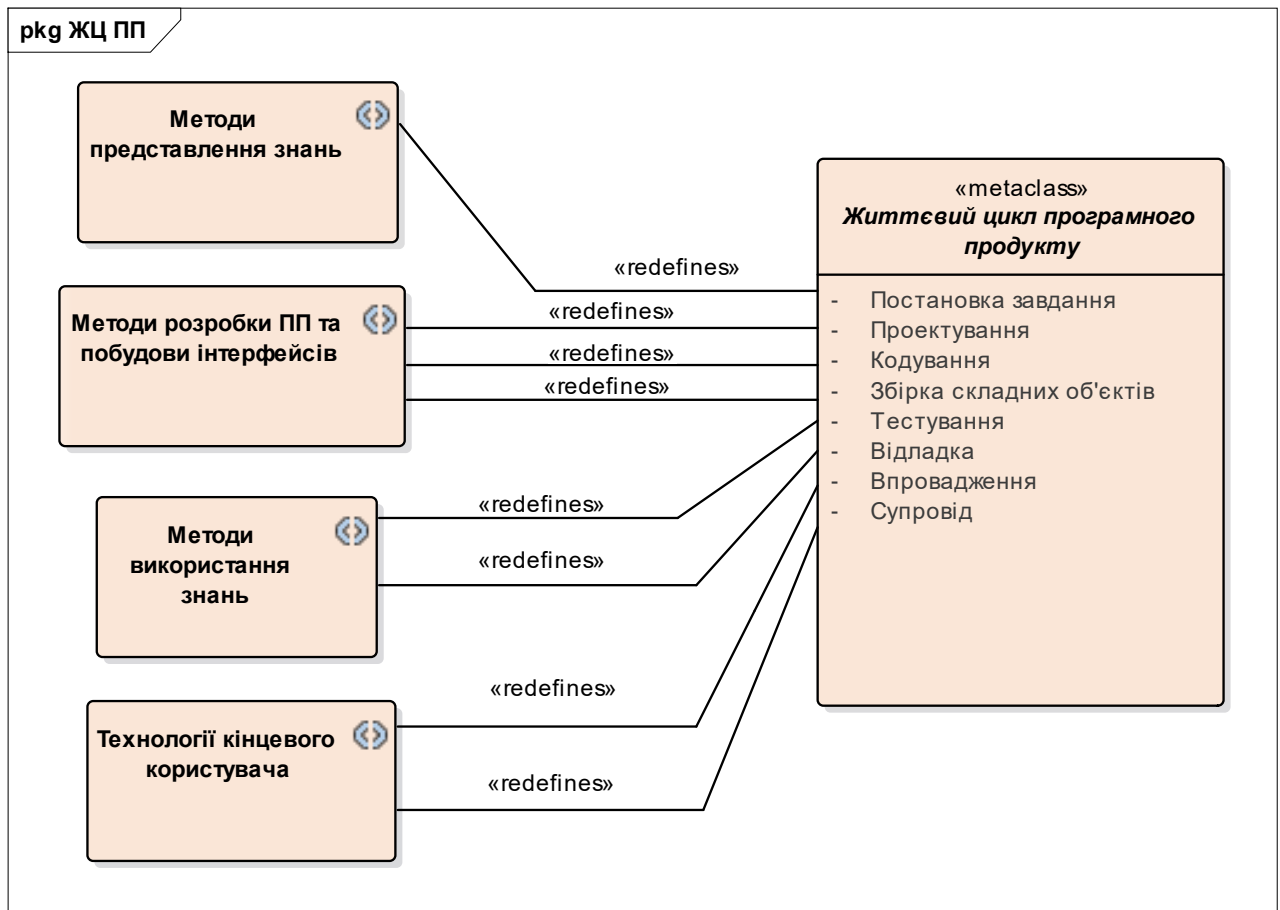 pkg ЖЦ ПП
Методи
представлення знань
«metaclass»
Життєвий цикл програмного
продукту
- Постановка завдання
- Проектування
- Кодування
- Збірка складних об'єктів
- Тестування
- Відладка
- Впровадження
- Супровід
«redefines»
Методи розробки ПП та
побудови інтерфейсів
«redefines»
«redefines»
«redefines»
Методи
використання
знань
«redefines»
«redefines»
Технології кінцевого
користувача
«redefines»
«redefines»